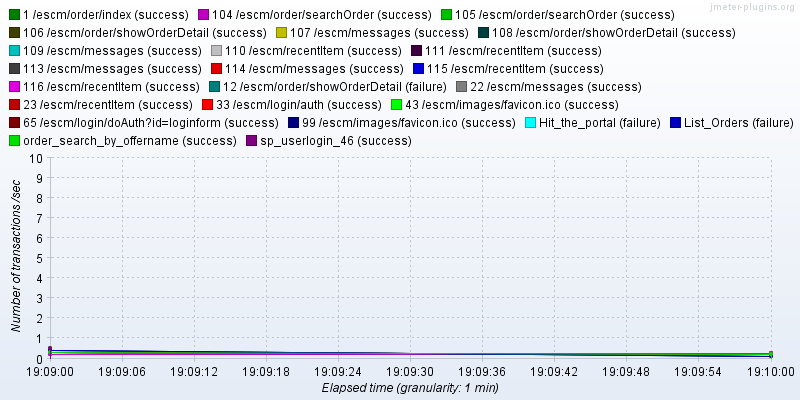 jmeter-plugins.org
1 /escm/order/index (success) 104 /escm/order/searchOrder (success) 105 /escm/order/searchOrder (success)
106 /escm/order/showOrderDetail (success) 107 /escm/messages (success) 108 /escm/order/showOrderDetail (success)
109 /escm/messages (success) 110 /escm/recentItem (success) 111 /escm/recentItem (success)
113 /escm/messages (success) 114 /escm/messages (success) 115 /escm/recentItem (success)
116 /escm/recentItem (success) 12 /escm/order/showOrderDetail (failure) 22 /escm/messages (success)
23 /escm/recentItem (success) 33 /escm/login/auth (success) 43 /escm/images/favicon.ico (success)
65 /escm/login/doAuth?id=loginform (success) 99 /escm/images/favicon.ico (success) Hit_the_portal (failure) List_Orders (failure)
order_search_by_offername (success) sp_userlogin_46 (success)
Number of transactions /sec
10
9
8
7
6
5
4
3
2
1
0
19:09:00 19:09:06 19:09:12 19:09:18 19:09:24 19:09:30 19:09:36 19:09:42 19:09:48 19:09:54 19:10:00
Elapsed time (granularity: 1 min)